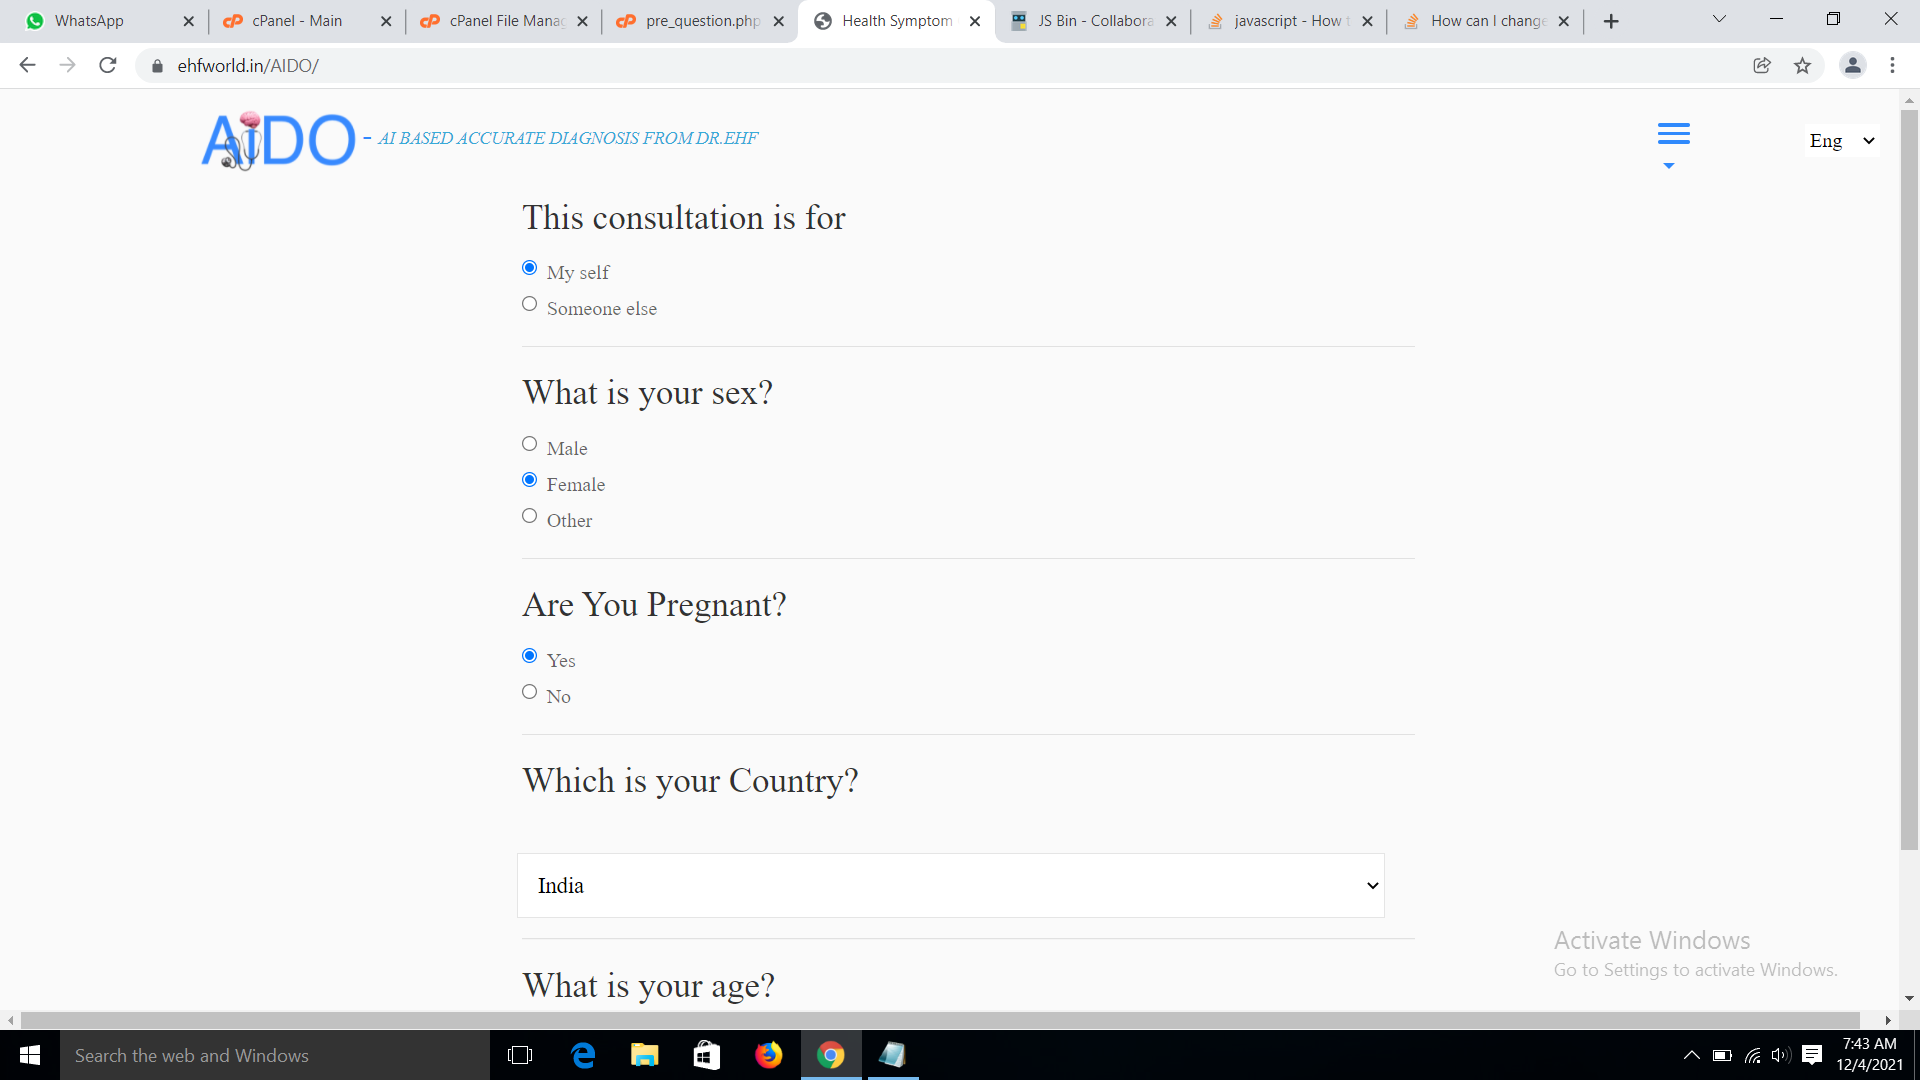 WhatsApp
cPanel - Main
cPanel File Manag
pre_question.php
Health Symptom
JS Bin - Collabora
javascript - How t
How can I change
ehfworld.in/AIDO/
AIDO - AI BASED ACCURATE DIAGNOSIS FROM DR.EHF
Eng
This consultation is for
My self
Someone else
What is your sex?
Male
Female
Other
Are You Pregnant?
Yes
No
Which is your Country?
India
What is your age?
Activate Windows
Go to Settings to activate Windows.
Search the web and Windows
7:43 AM
12/4/2021